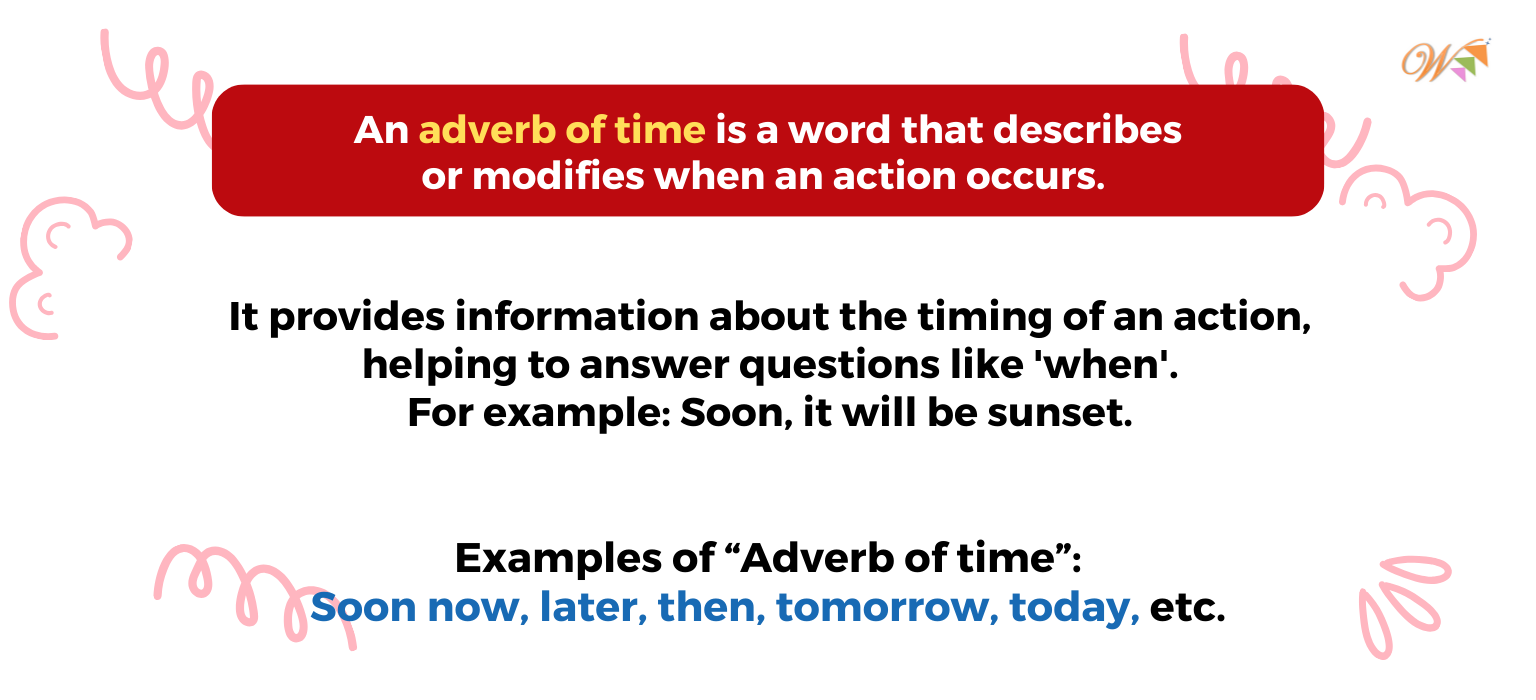 W
An adverb of time is a word that describes
or modifies when an action occurs.
It provides information about the timing of an action,
helping to answer questions like 'when'.
For example: Soon, it will be sunset.
Examples of “Adverb of time”:
Soon now, later, then, tomorrow, today, etc.